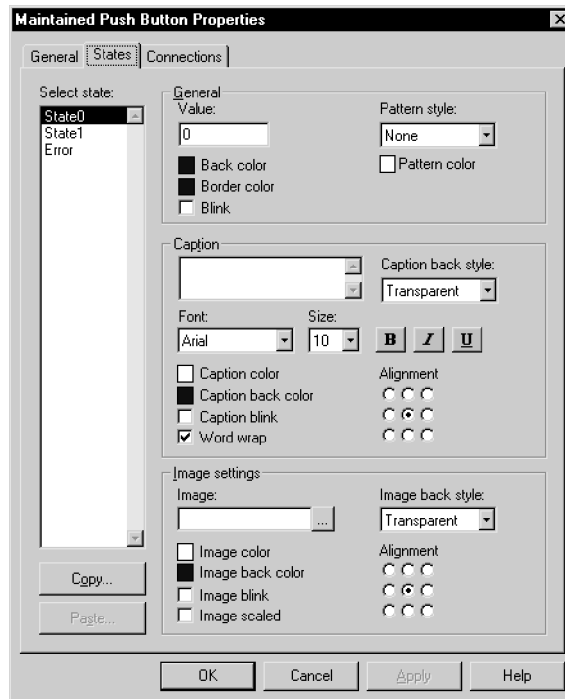 Maintained Push Button Properties
General States Connections
Select state:
State0
State1
Error
Copy...
Paste...
General
Value:
0
Pattern style:
None
Back color
Pattern color
Border color
Blink
Caption
Caption back style:
Transparent
Font:
Size:
Arial
10
B I U
Caption color
Caption back color
Caption blink
Word wrap
Alignment
Image settings
Image:
...
Image back style:
Transparent
Image color
Image back color
Image blink
Image scaled
Alignment
OK Cancel Apply Help